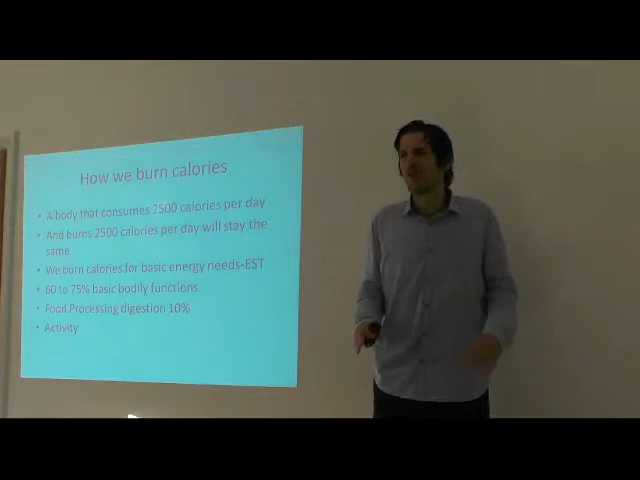 How we burn calories
• A body that consumes 2500 calories per day
• And burns 2500 calories per day will stay the
same
• We burn calories for basic energy needs-EST
• 60 to 75% basic bodily functions
• Food Processing digestion 10%
• Activity